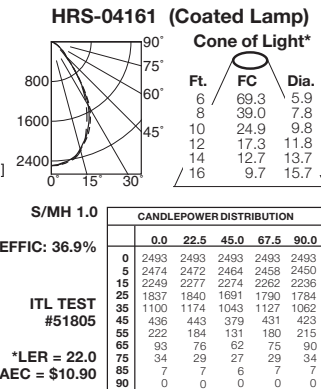 HRS-04161 (Coated Lamp)
90°
75°
60°
45°
800
1600
2400
0° 15° 30°
Cone of Light*
Ft. FC Dia.
6 69.3 5.9
8 39.0 7.8
10 24.9 9.8
12 17.3 11.8
14 12.7 13.7
16 9.7 15.7
]
S/MH 1.0
EFFIC: 36.9%
ITL TEST
#51805
*LER = 22.0
AEC = $10.90
CANDLEPOWER DISTRIBUTION
0.0 22.5 45.0 67.5 90.0
0 2493 2493 2493 2493 2493
5 2474 2472 2464 2458 2450
15 2249 2277 2274 2262 2236
25 1837 1840 1691 1790 1784
35 1100 1174 1043 1127 1062
45 436 443 379 431 423
55 222 184 131 180 215
65 93 76 62 75 90
75 34 29 27 29 34
85 7 7 6 7 7
90 0 0 0 0 0